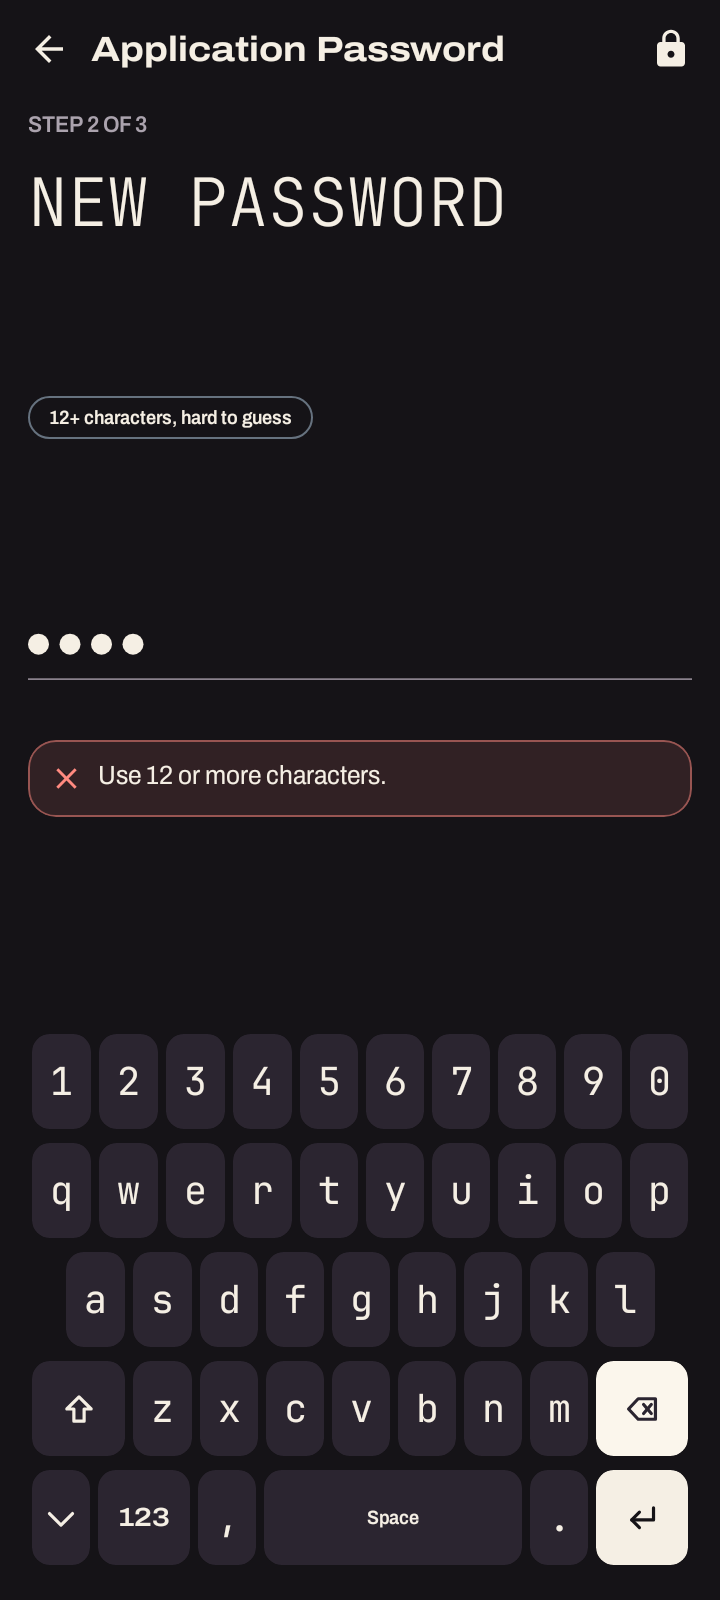 Application Password
STEP 2 OF 3
NEW PASSWORD
12+ characters, hard to guess
Use 12 or more characters.
1 2 3 4 5 6 7 8 9 0
q w e r t y u i o p
a s d f g h j k l
z x c v b n m
123 , Space .